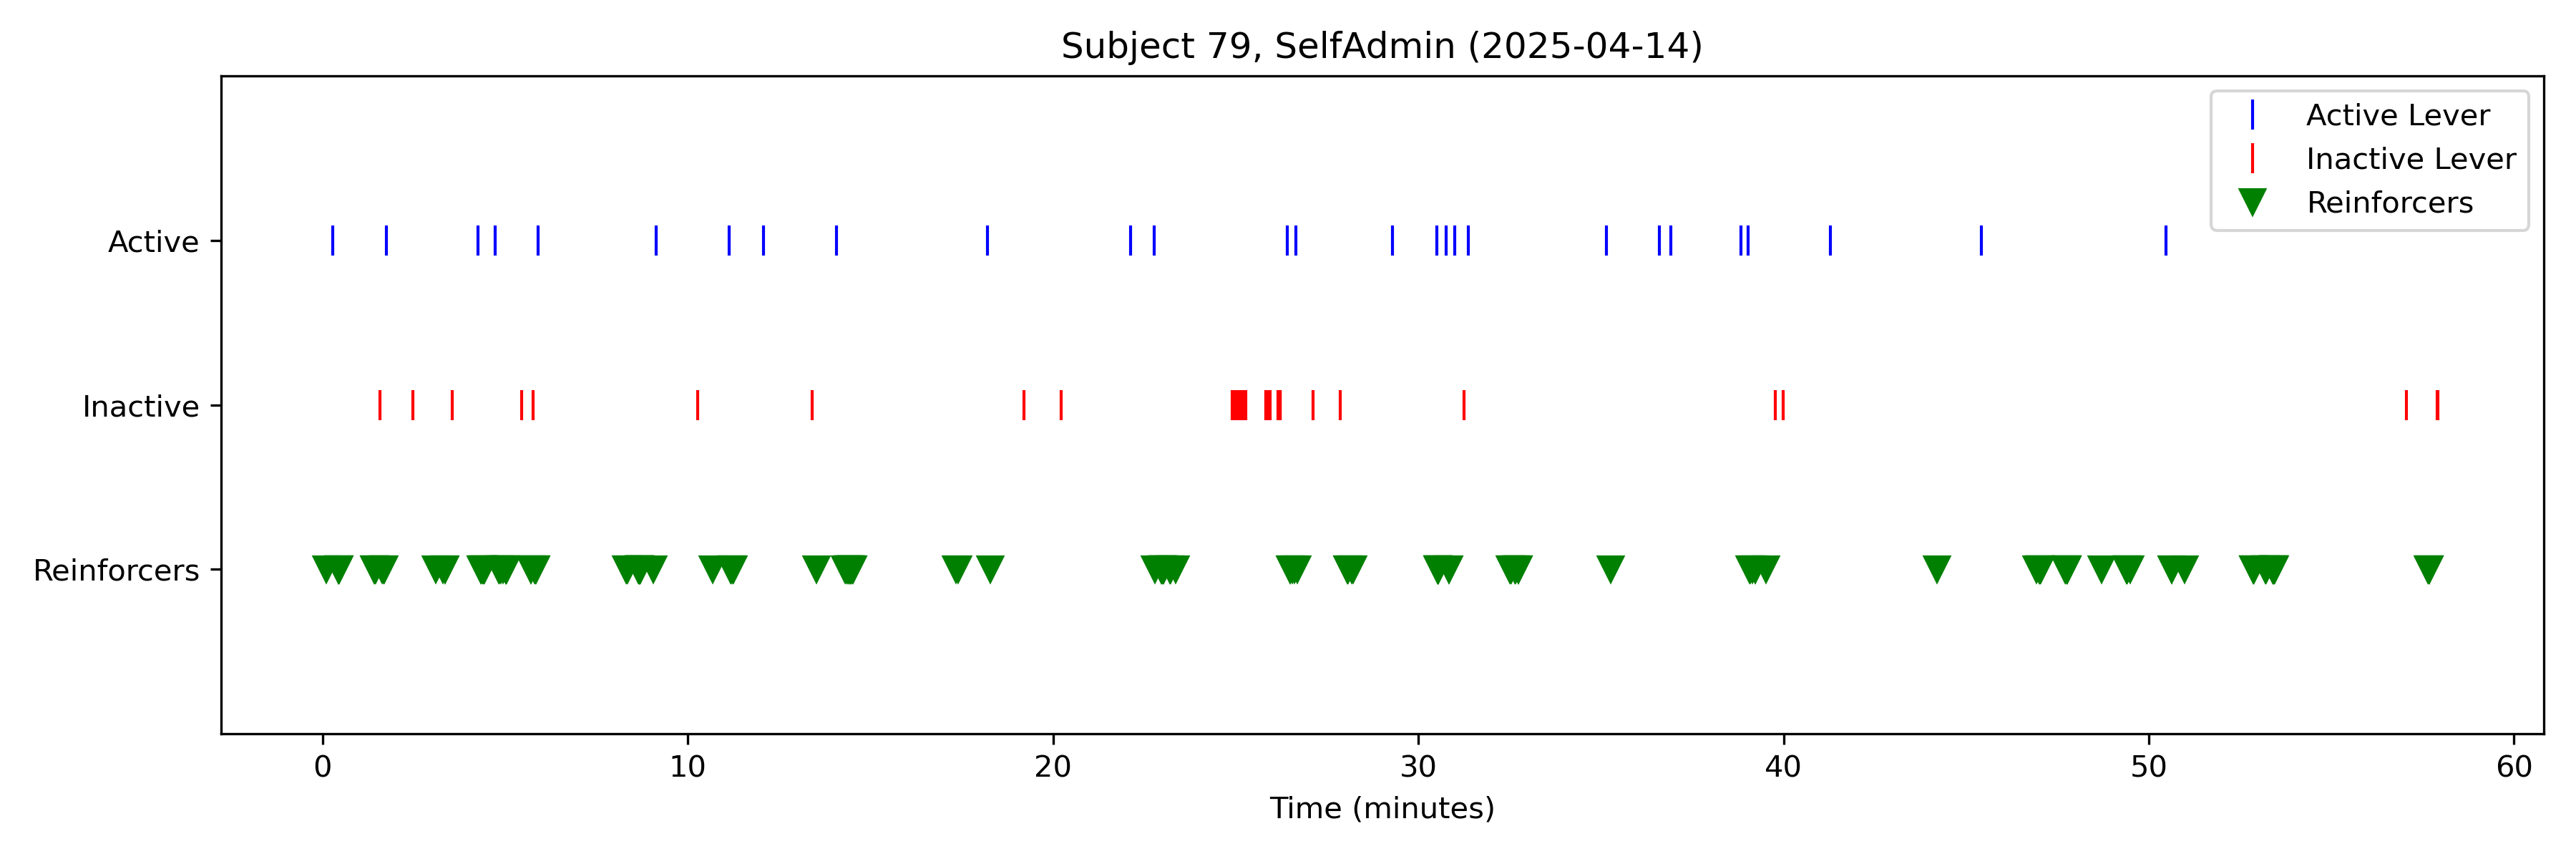 Subject 79, SelfAdmin (2025-04-14)
Active Lever
Inactive Lever
Reinforcers
Active
Inactive
Reinforcers
0 10 20 30 40 50 60
Time (minutes)